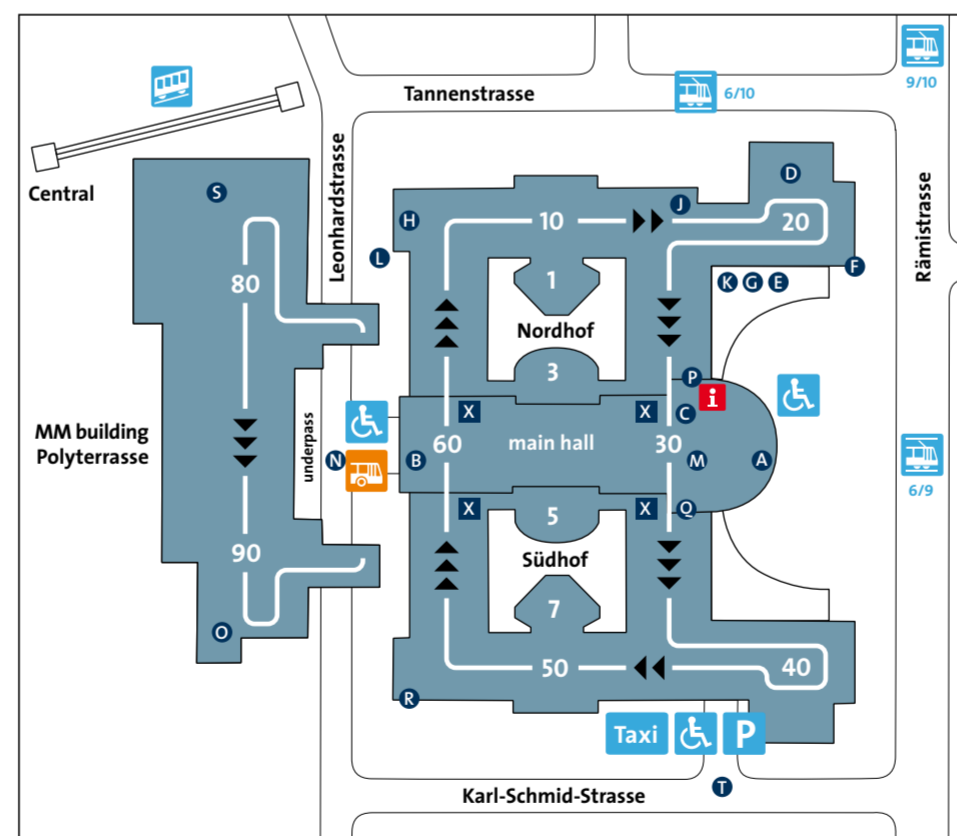 9/10
6/10
Tannenstrasse
Central
Leonhardstrasse
Rämistrasse
S
D
H
J
10
20
L
F
80
1
K G E
Nordhof
3
P
i
X
X
C
MM building
Polyterrasse
underpass
60
main hall
30
N
B
M
A
6/9
X
X
Q
5
90
Südhof
7
O
50
40
R
Taxi
P
T
Karl-Schmid-Strasse